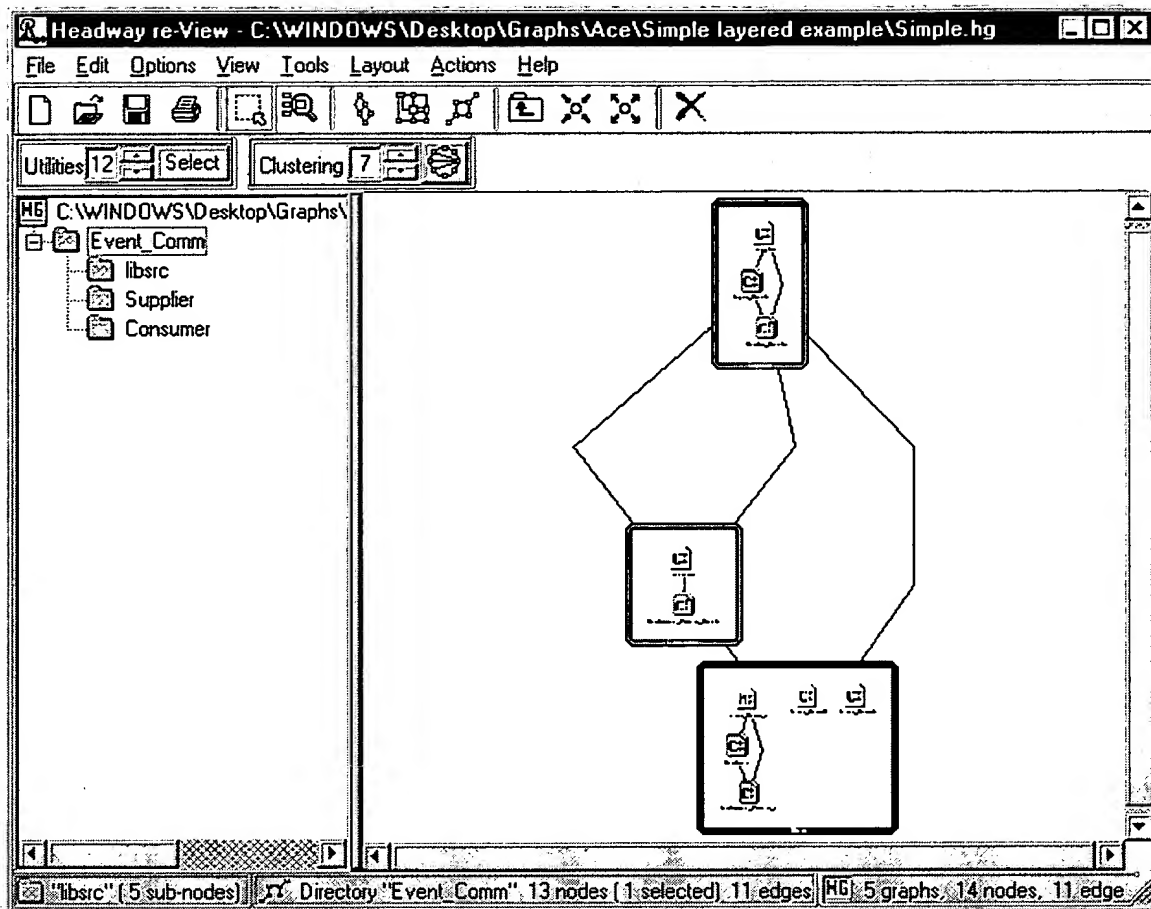 Headway re-View - C:\WINDOWS\Desktop\Graphs\Ace\Simple layered example\Simple.hg
File Edit Options View Tools Layout Actions Help
Utilities 12 Select Clustering 7
HG C:\WINDOWS\Desktop\Graphs\
Event_Comm
libsrc
Supplier
Consumer
"libsrc" (5 sub-nodes) Directory "Event_Comm", 13 nodes (1 selected) 11 edges HG 5 graphs, 14 nodes, 11 edge